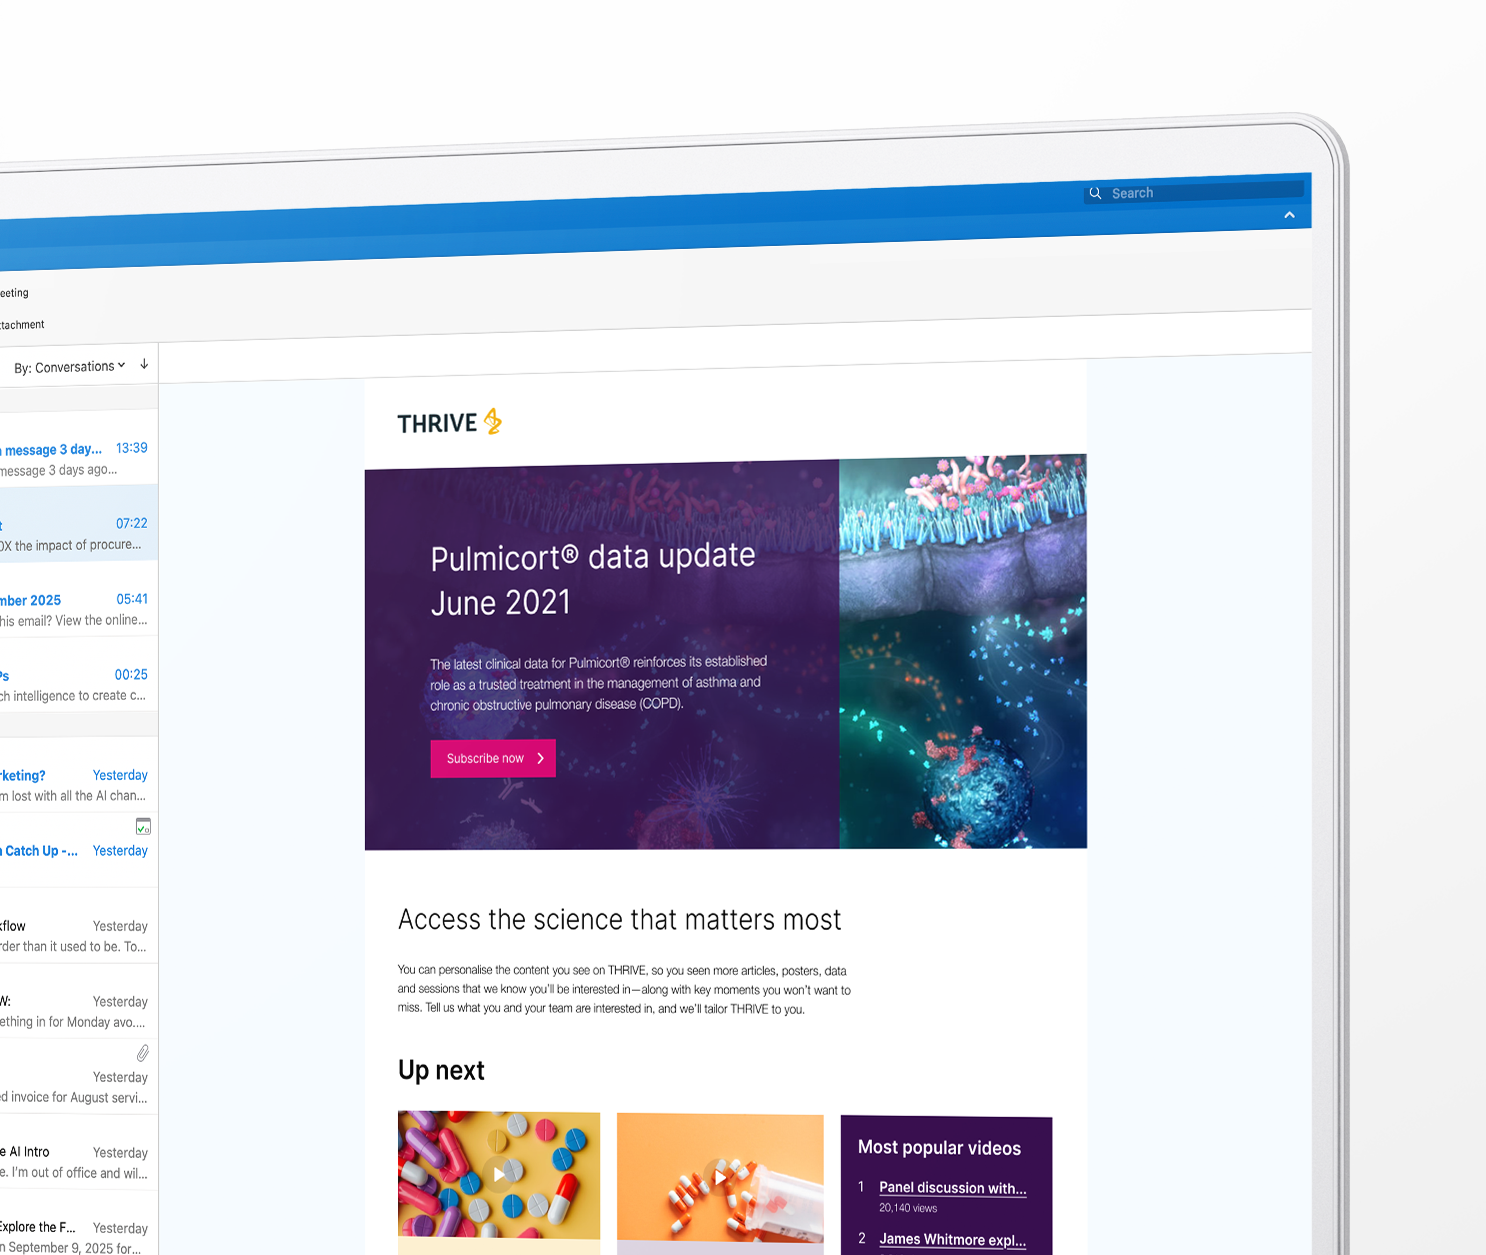 Search
eeting
ttachment
By: Conversations
message 3 day... 13:39
message 3 days ago...
t 07:22
0X the impact of procure...
mber 2025 05:41
his email? View the online...
Ps 00:25
ch intelligence to create c...
rketing? Yesterday
m lost with all the AI chan...
n Catch Up -... Yesterday
kflow Yesterday
rder than it used to be. To...
W: Yesterday
ething in for Monday avo....
Yesterday
ed invoice for August servi...
e AI Intro Yesterday
e. I'm out of office and wil...
Explore the F... Yesterday
n September 9, 2025 for...
THRIVE
Pulmicort® data update
June 2021
The latest clinical data for Pulmicort® reinforces its established
role as a trusted treatment in the management of asthma and
chronic obstructive pulmonary disease (COPD).
Subscribe now
Access the science that matters most
You can personalise the content you see on THRIVE, so you seen more articles, posters, data
and sessions that we know you'll be interested in—along with key moments you won't want to
miss. Tell us what you and your team are interested in, and we'll tailor THRIVE to you.
Up next
Most popular videos
1 Panel discussion with...
20,140 views
2 James Whitmore expl...